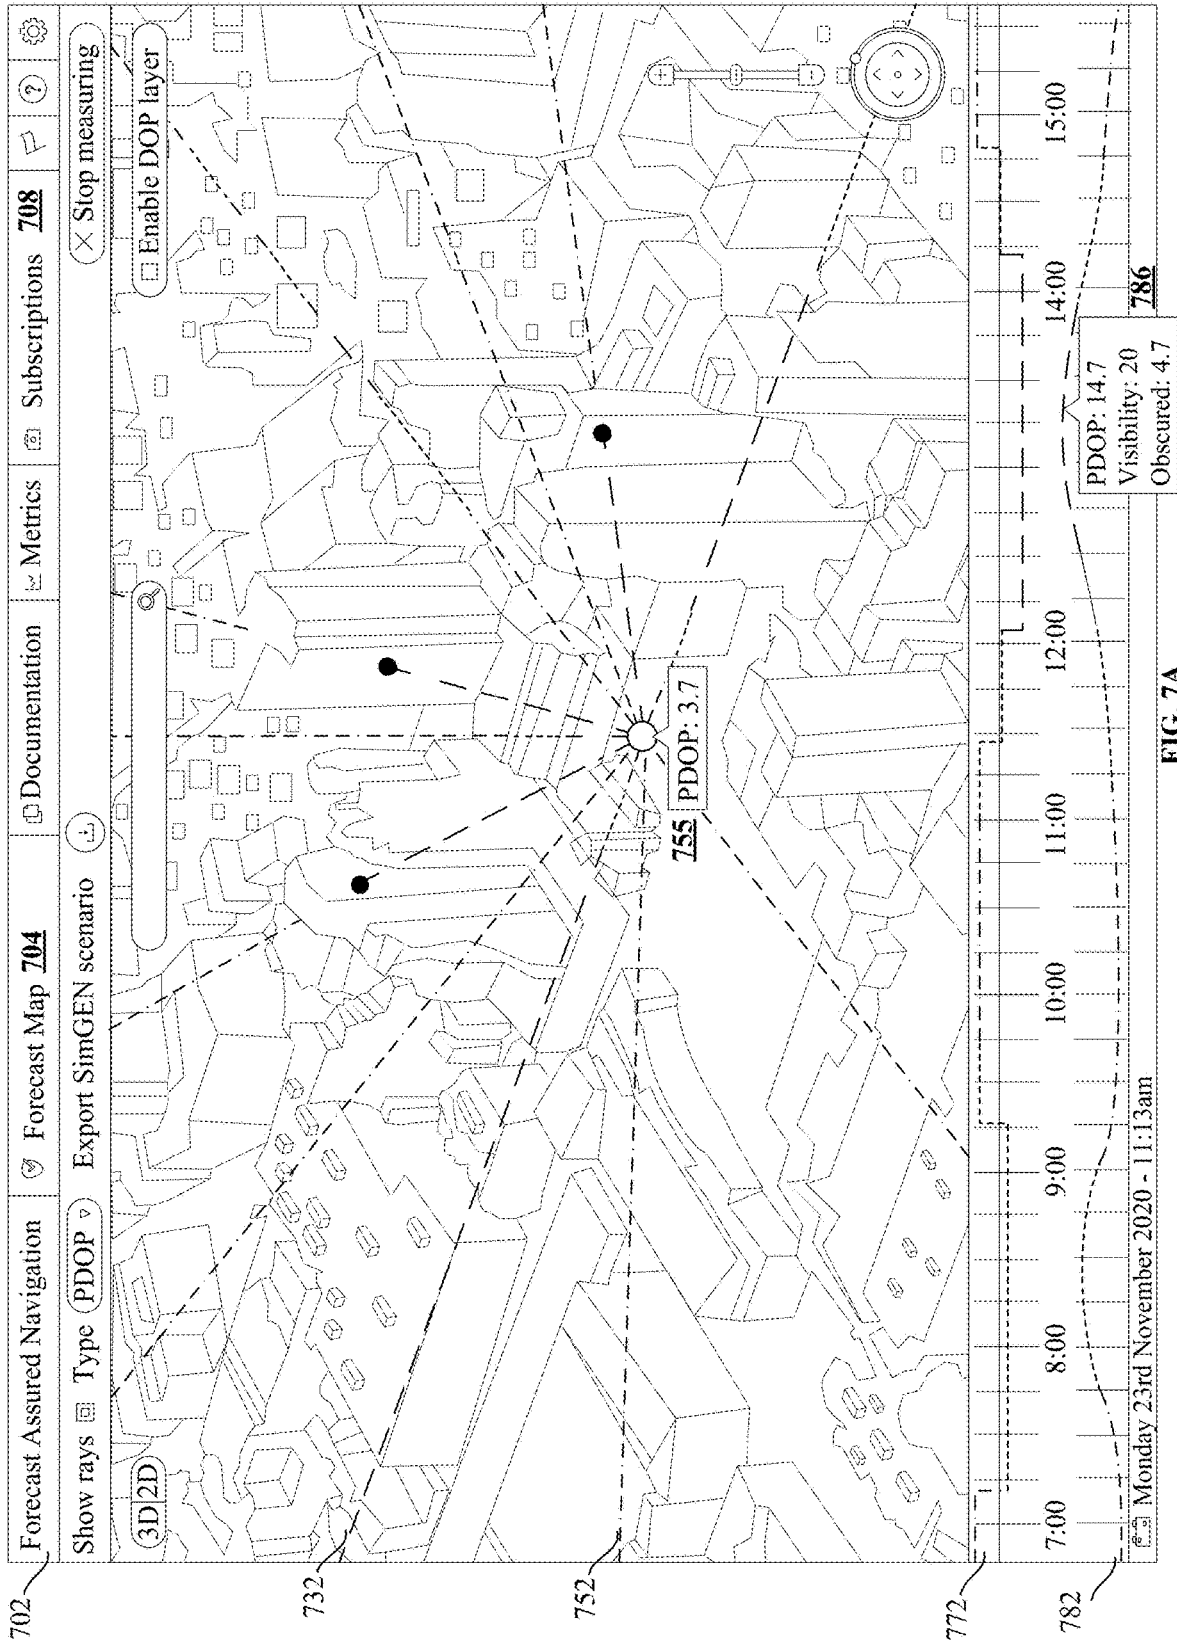 702
Forecast Assured Navigation
Forecast Map 704
Documentation
Metrics
Subscriptions 708
?
Show rays
Type PDOP
Export SimGEN scenario
× Stop measuring
3D|2D
Enable DOP layer
732
752
755
PDOP: 3.7
772
7:00 8:00 9:00 10:00 11:00 12:00 14:00 15:00
782
PDOP: 14.7
Visibility: 20
Obscured: 4.7
786
Monday 23rd November 2020 - 11:13am
FIG. 7A